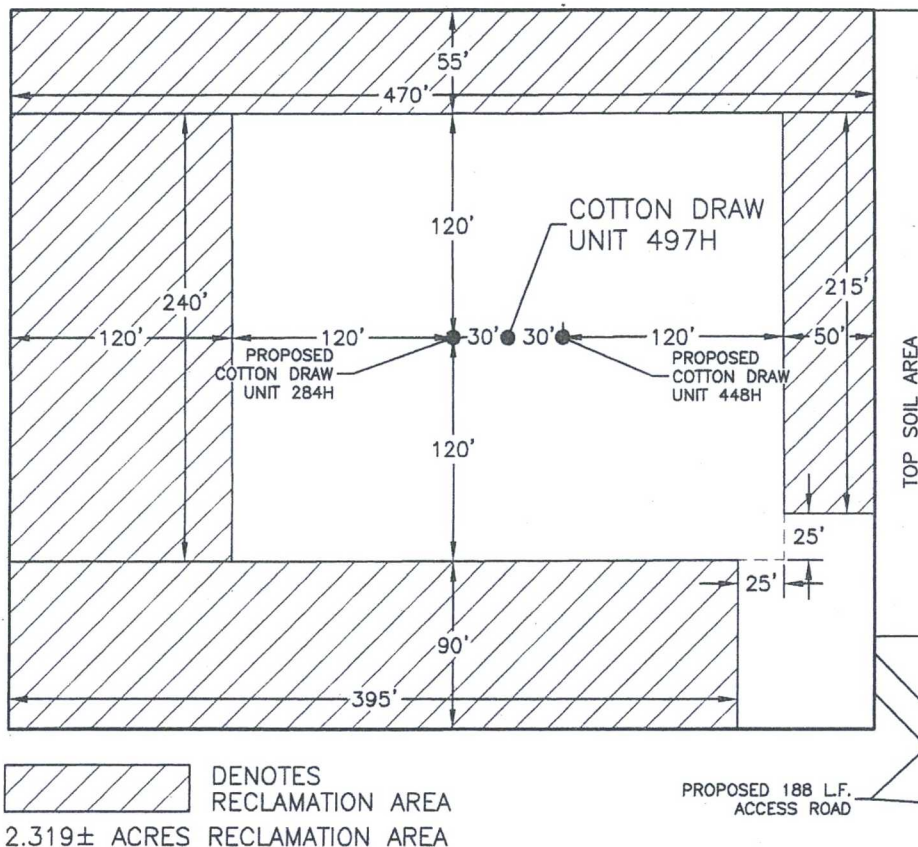 55'
470'
120'
COTTON DRAW
UNIT 497H
240'
215'
120'
120'
30'
30'
120'
50'
PROPOSED
COTTON DRAW
UNIT 284H
PROPOSED
COTTON DRAW
UNIT 448H
TOP SOIL AREA
120'
25'
25'
90'
395'
DENOTES
RECLAMATION AREA
PROPOSED 188 L.F.
ACCESS ROAD
2.319± ACRES RECLAMATION AREA